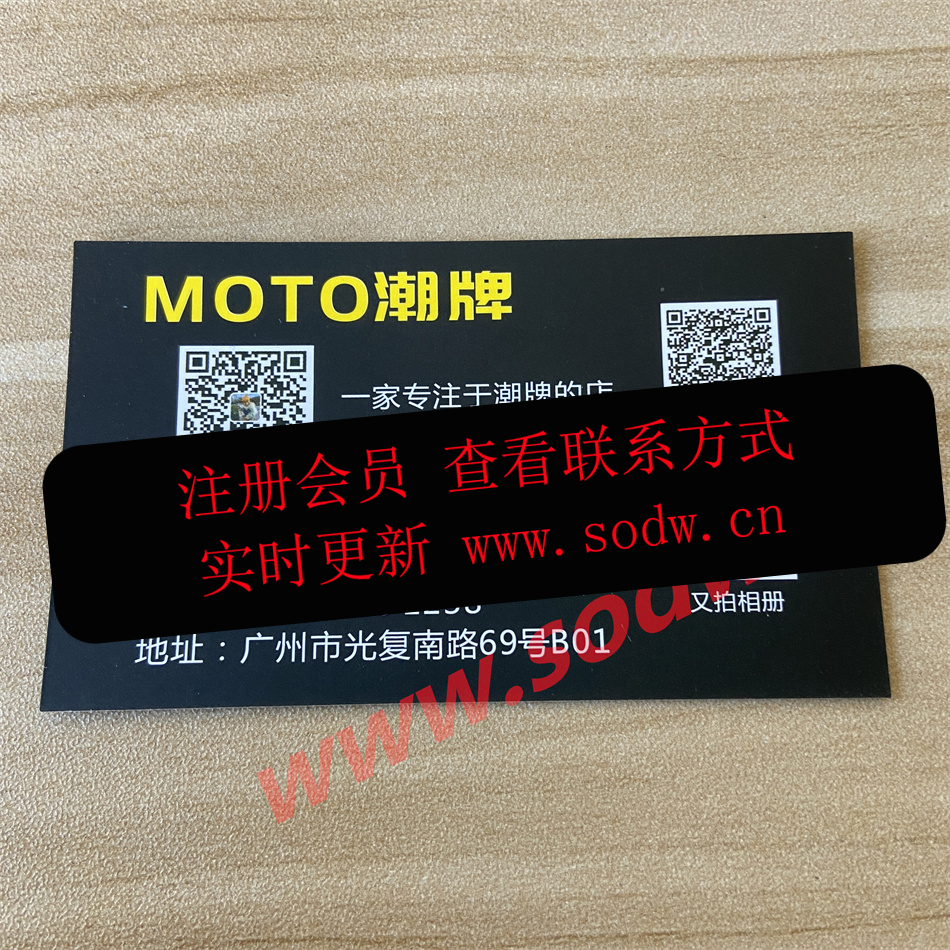 MOTO潮牌
一家专注于潮牌的店
注册会员 查看联系方式
实时更新 www.sodw.cn
又拍相册
地址：广州市光复南路69号B01
www.sodw